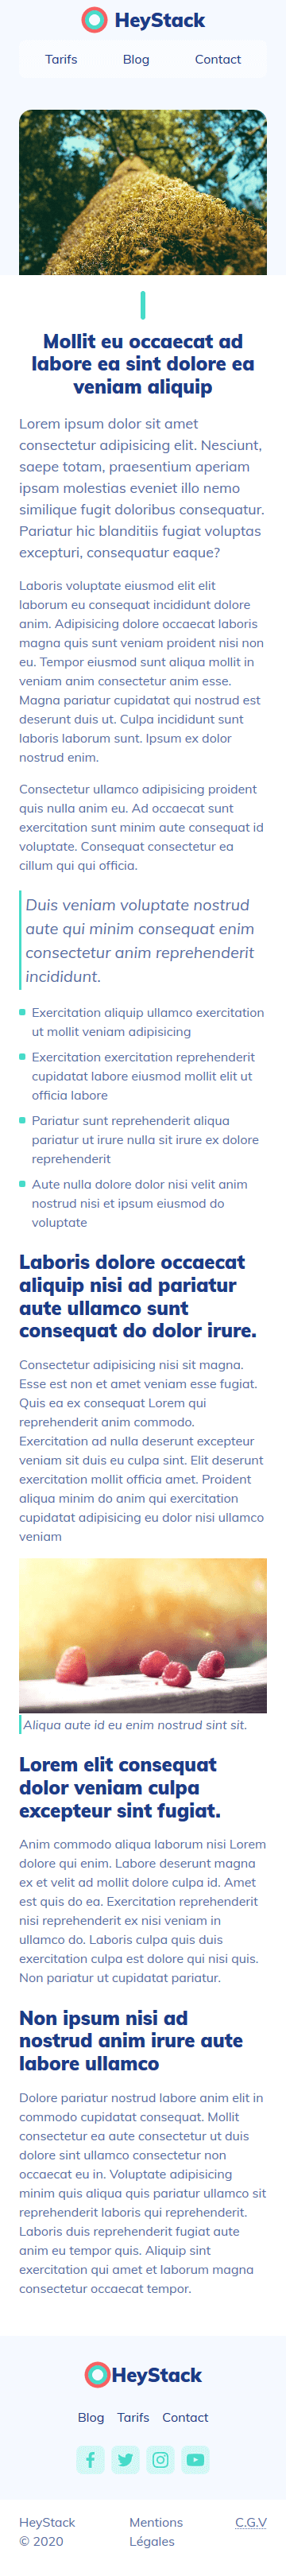 HeyStack
Tarifs Blog Contact
Mollit eu occaecat ad
labore ea sint dolore ea
veniam aliquip
Lorem ipsum dolor sit amet
consectetur adipisicing elit. Nesciunt,
saepe totam, praesentium aperiam
ipsam molestias eveniet illo nemo
similique fugit doloribus consequatur.
Pariatur hic blanditiis fugiat voluptas
excepturi, consequatur eaque?
Laboris voluptate eiusmod elit elit
laborum eu consequat incididunt dolore
anim. Adipisicing dolore occaecat laboris
magna quis sunt veniam proident nisi non
eu. Tempor eiusmod sunt aliqua mollit in
veniam anim consectetur anim esse.
Magna pariatur cupidatat qui nostrud est
deserunt duis ut. Culpa incididunt sunt
laboris laborum sunt. Ipsum ex dolor
nostrud enim.
Consectetur ullamco adipisicing proident
quis nulla anim eu. Ad occaecat sunt
exercitation sunt minim aute consequat id
voluptate. Consequat consectetur ea
cillum qui qui officia.
Duis veniam voluptate nostrud
aute qui minim consequat enim
consectetur anim reprehenderit
incididunt.
Exercitation aliquip ullamco exercitation
ut mollit veniam adipisicing
Exercitation exercitation reprehenderit
cupidatat labore eiusmod mollit elit ut
officia labore
Pariatur sunt reprehenderit aliqua
pariatur ut irure nulla sit irure ex dolore
reprehenderit
Aute nulla dolore dolor nisi velit anim
nostrud nisi et ipsum eiusmod do
voluptate
Laboris dolore occaecat
aliquip nisi ad pariatur
aute ullamco sunt
consequat do dolor irure.
Consectetur adipisicing nisi sit magna.
Esse est non et amet veniam esse fugiat.
Quis ea ex consequat Lorem qui
reprehenderit anim commodo.
Exercitation ad nulla deserunt excepteur
veniam sit duis eu culpa sint. Elit deserunt
exercitation mollit officia amet. Proident
aliqua minim do anim qui exercitation
cupidatat adipisicing eu dolor nisi ullamco
veniam
Aliqua aute id eu enim nostrud sint sit.
Lorem elit consequat
dolor veniam culpa
excepteur sint fugiat.
Anim commodo aliqua laborum nisi Lorem
dolore qui enim. Labore deserunt magna
ex et velit ad mollit dolore culpa id. Amet
est quis do ea. Exercitation reprehenderit
nisi reprehenderit ex nisi veniam in
ullamco do. Laboris culpa quis duis
exercitation culpa est dolore qui nisi quis.
Non pariatur ut cupidatat pariatur.
Non ipsum nisi ad
nostrud anim irure aute
labore ullamco
Dolore pariatur nostrud labore anim elit in
commodo cupidatat consequat. Mollit
consectetur ea aute consectetur ut duis
dolore sint ullamco consectetur non
occaecat eu in. Voluptate adipisicing
minim quis aliqua quis pariatur ullamco sit
reprehenderit laboris qui reprehenderit.
Laboris duis reprehenderit fugiat aute
anim eu tempor quis. Aliquip sint
exercitation qui amet et laborum magna
consectetur occaecat tempor.
HeyStack
Blog Tarifs Contact
HeyStack Mentions C.G.V
© 2020 Légales